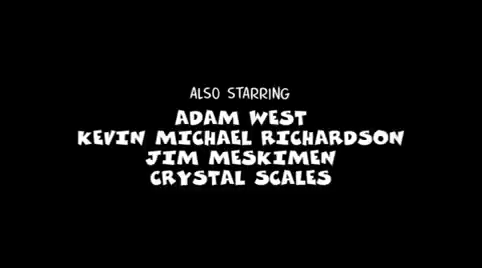 ALSO STARRING
ADAM WEST
KEVIN MICHAEL RICHARDSON
JIM MESKIMEN
CRYSTAL SCALES